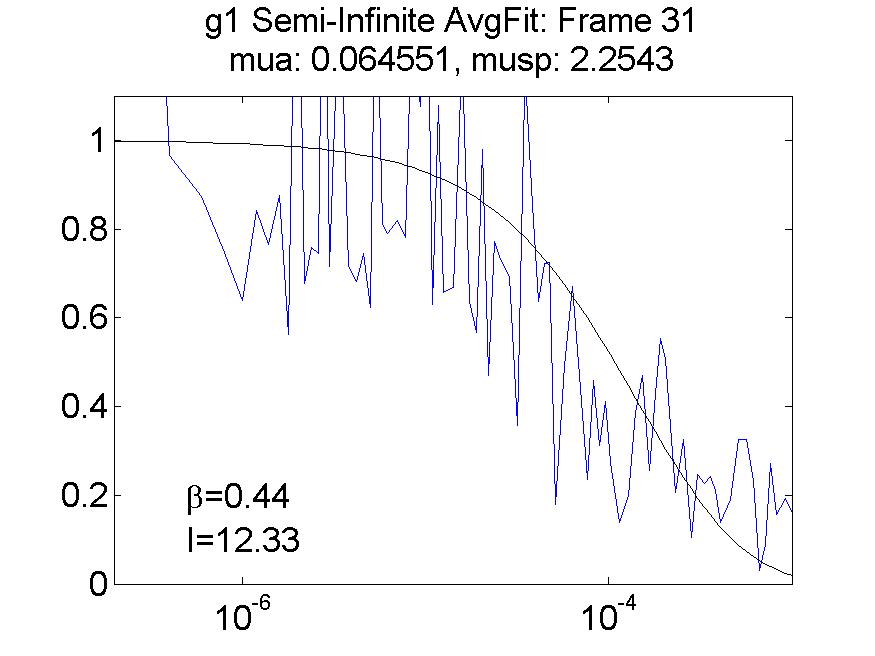 g1 Semi-Infinite AvgFit: Frame 31
mua: 0.064551, musp: 2.2543
1
0.8
0.6
0.4
0.2
0
β=0.44
I=12.33
10^-6
10^-4